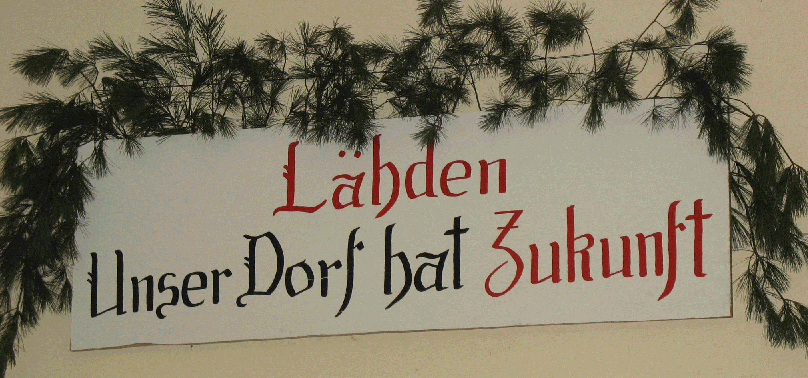 Lähden
Unser Dorf hat Zukunft